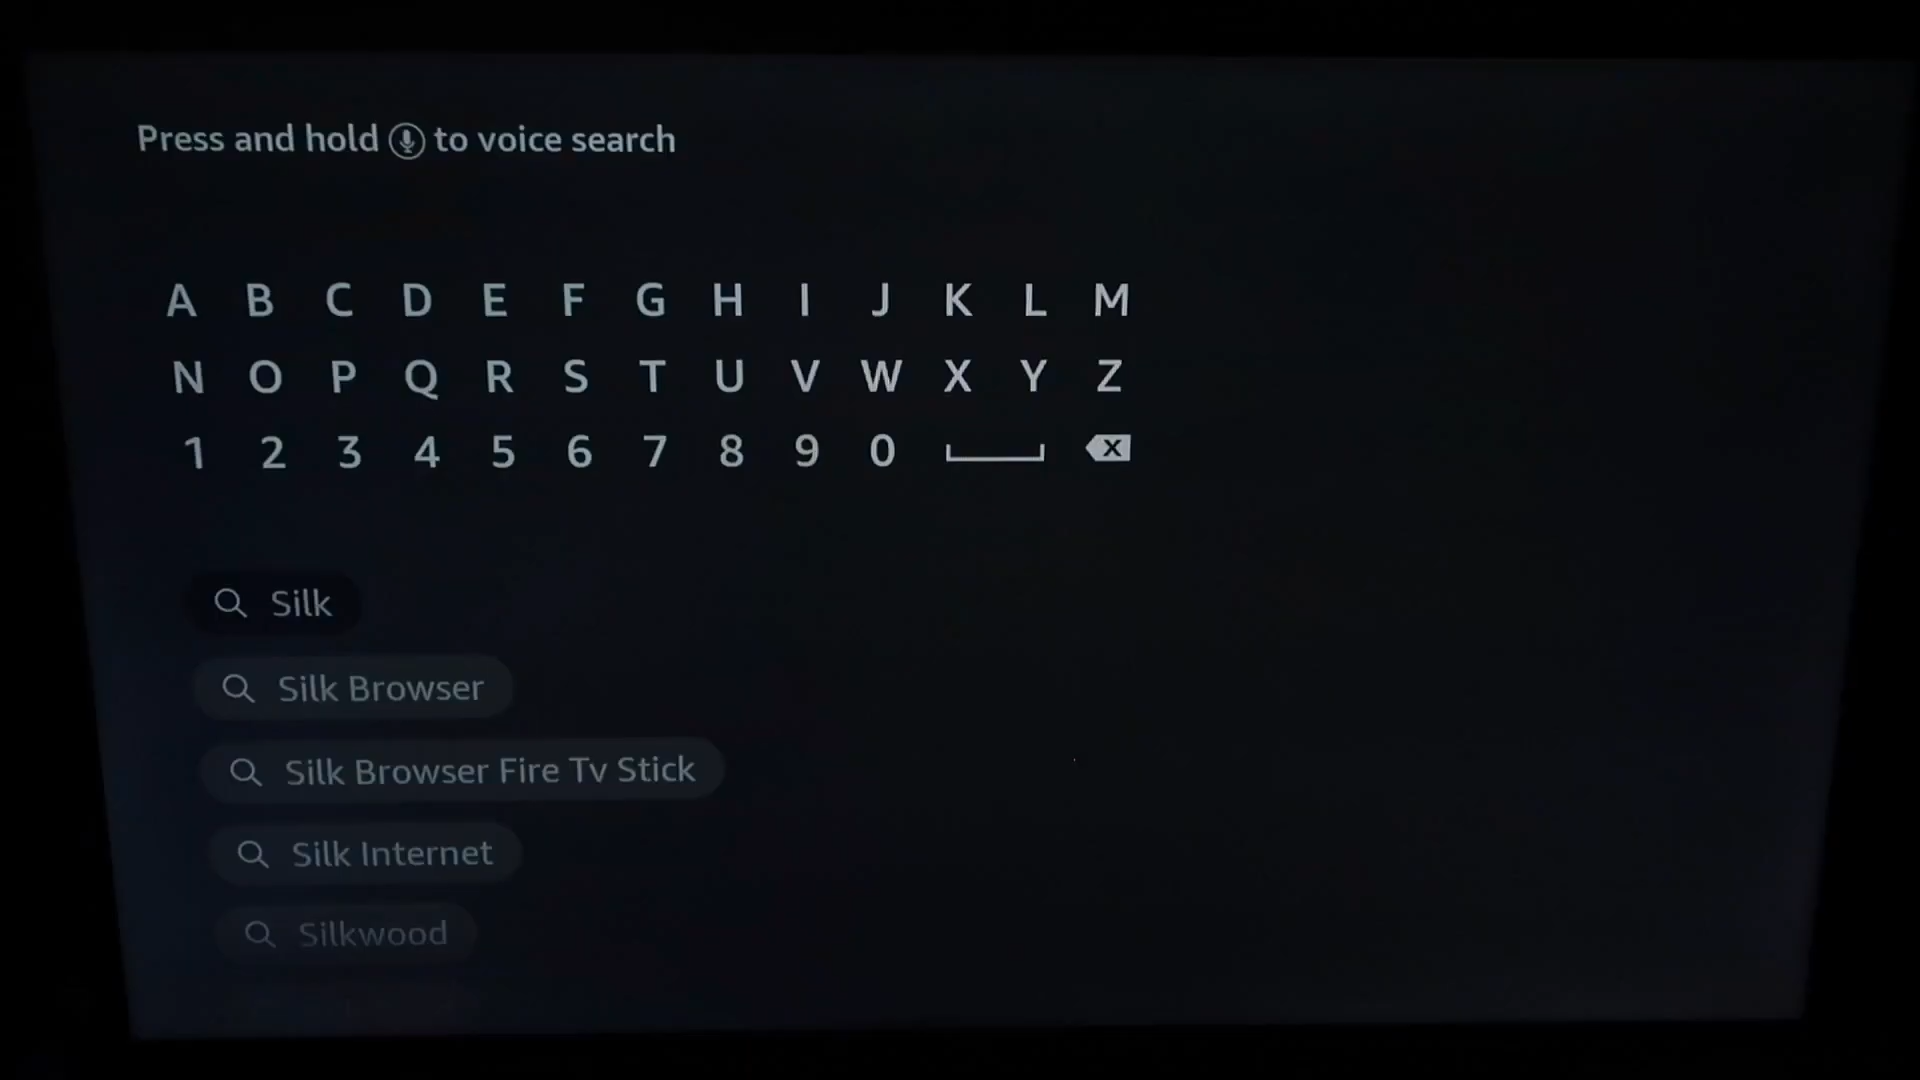 Press and hold to voice search
A B C D E F G H I J K L M
N O P Q R S T U V W X Y Z
1 2 3 4 5 6 7 8 9 0
Silk
Silk Browser
Silk Browser Fire Tv Stick
Silk Internet
Silkwood